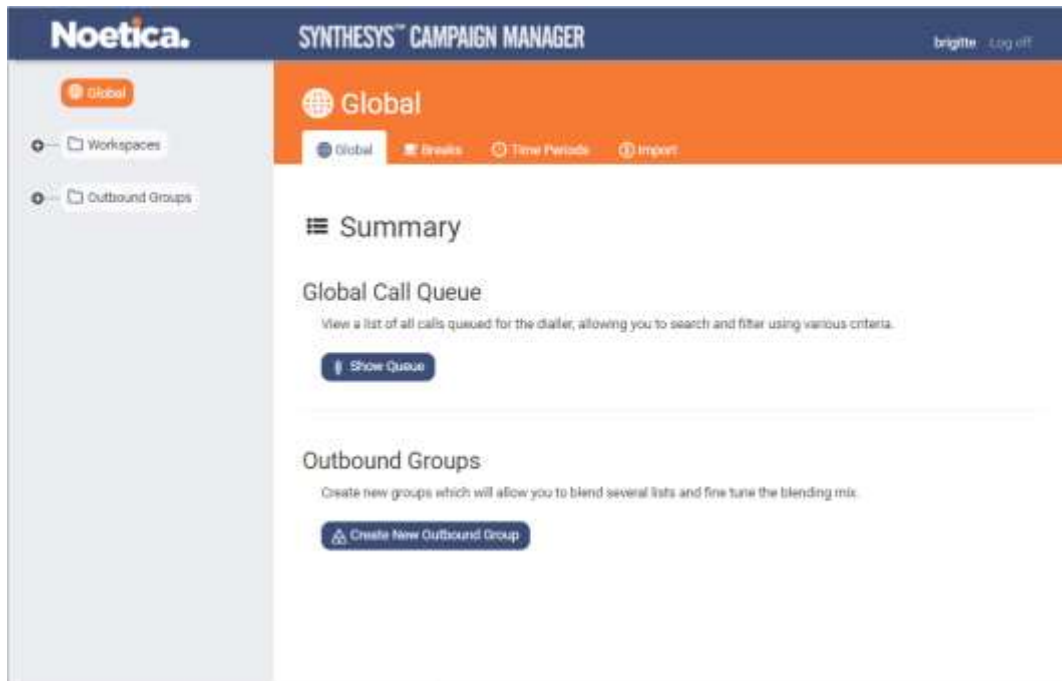 Noetica.
SYNTHESYS™ CAMPAIGN MANAGER
brigitte Log off
Global
Workspaces
Outbound Groups
Global
Global Breaks Time Periods Import
Summary
Global Call Queue
View a list of all calls queued for the dialler, allowing you to search and filter using various criteria.
Show Queue
Outbound Groups
Create new groups which will allow you to blend several lists and fine tune the blending mix.
Create New Outbound Group